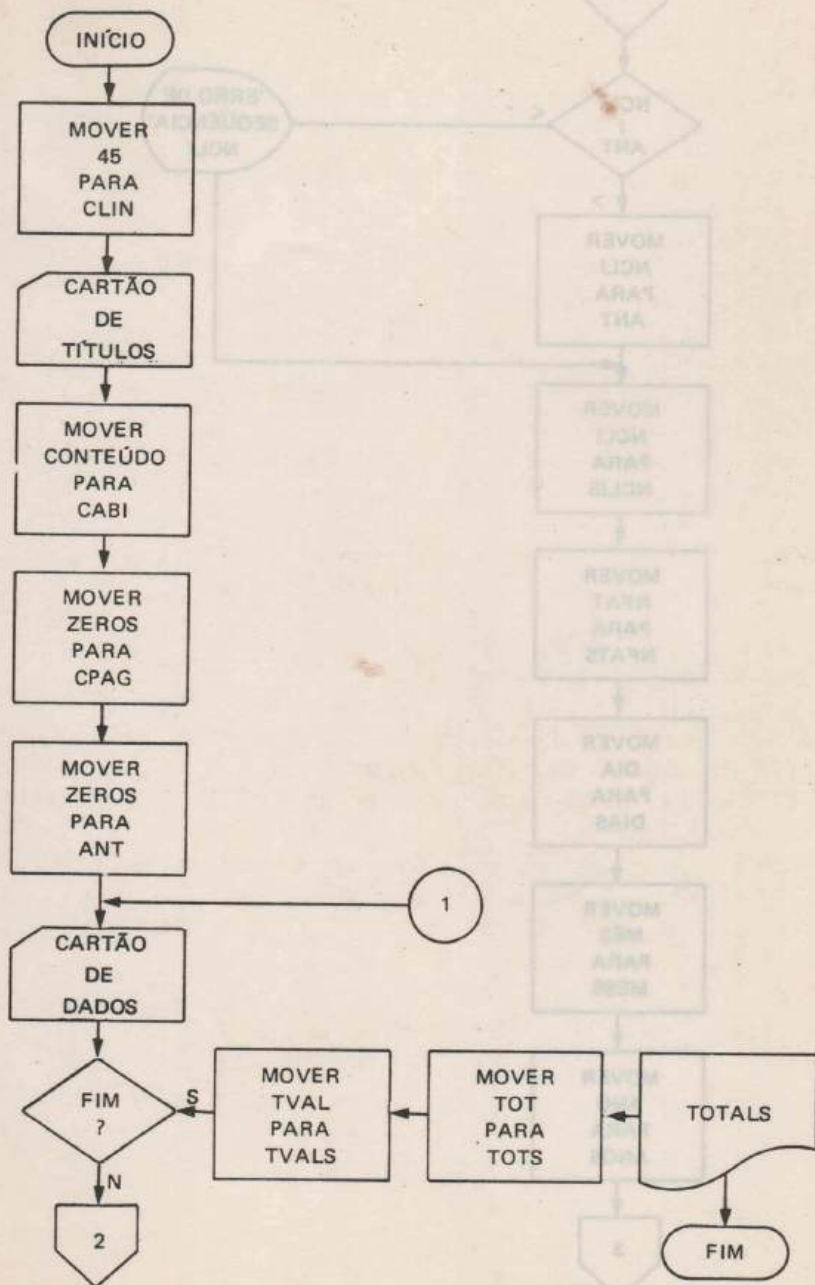 INÍCIO
MOVER
45
PARA
CLIN
CARTÃO
DE
TÍTULOS
MOVER
CONTEÚDO
PARA
CABI
MOVER
ZEROS
PARA
CPAG
MOVER
ZEROS
PARA
ANT
1
CARTÃO
DE
DADOS
FIM
?
S
N
2
MOVER
TVAL
PARA
TVALS
MOVER
TOT
PARA
TOTS
TOTALS
FIM